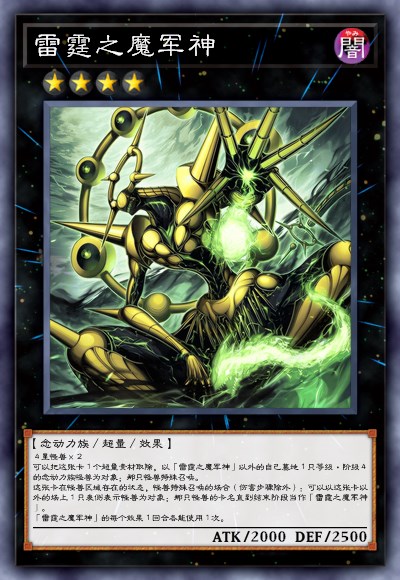 雷霆之魔军神
やみ
闇
【念动力族／超量／效果】
４星怪兽×２
可以把这张卡１个超量素材取除，以「雷霆之魔军神」以外的自己墓地１只等级·阶级４
的念动力族怪兽为对象；那只怪兽特殊召唤。
这张卡在怪兽区域存在的状态，怪兽特殊召唤的场合（伤害步骤除外）：可以以这张卡以
外的场上１只表侧表示怪兽为对象；那只怪兽的卡名直到结束阶段当作「雷霆之魔军神
」。
「雷霆之魔军神」的每个效果１回合各能使用１次。
ATK/2000 DEF/2500